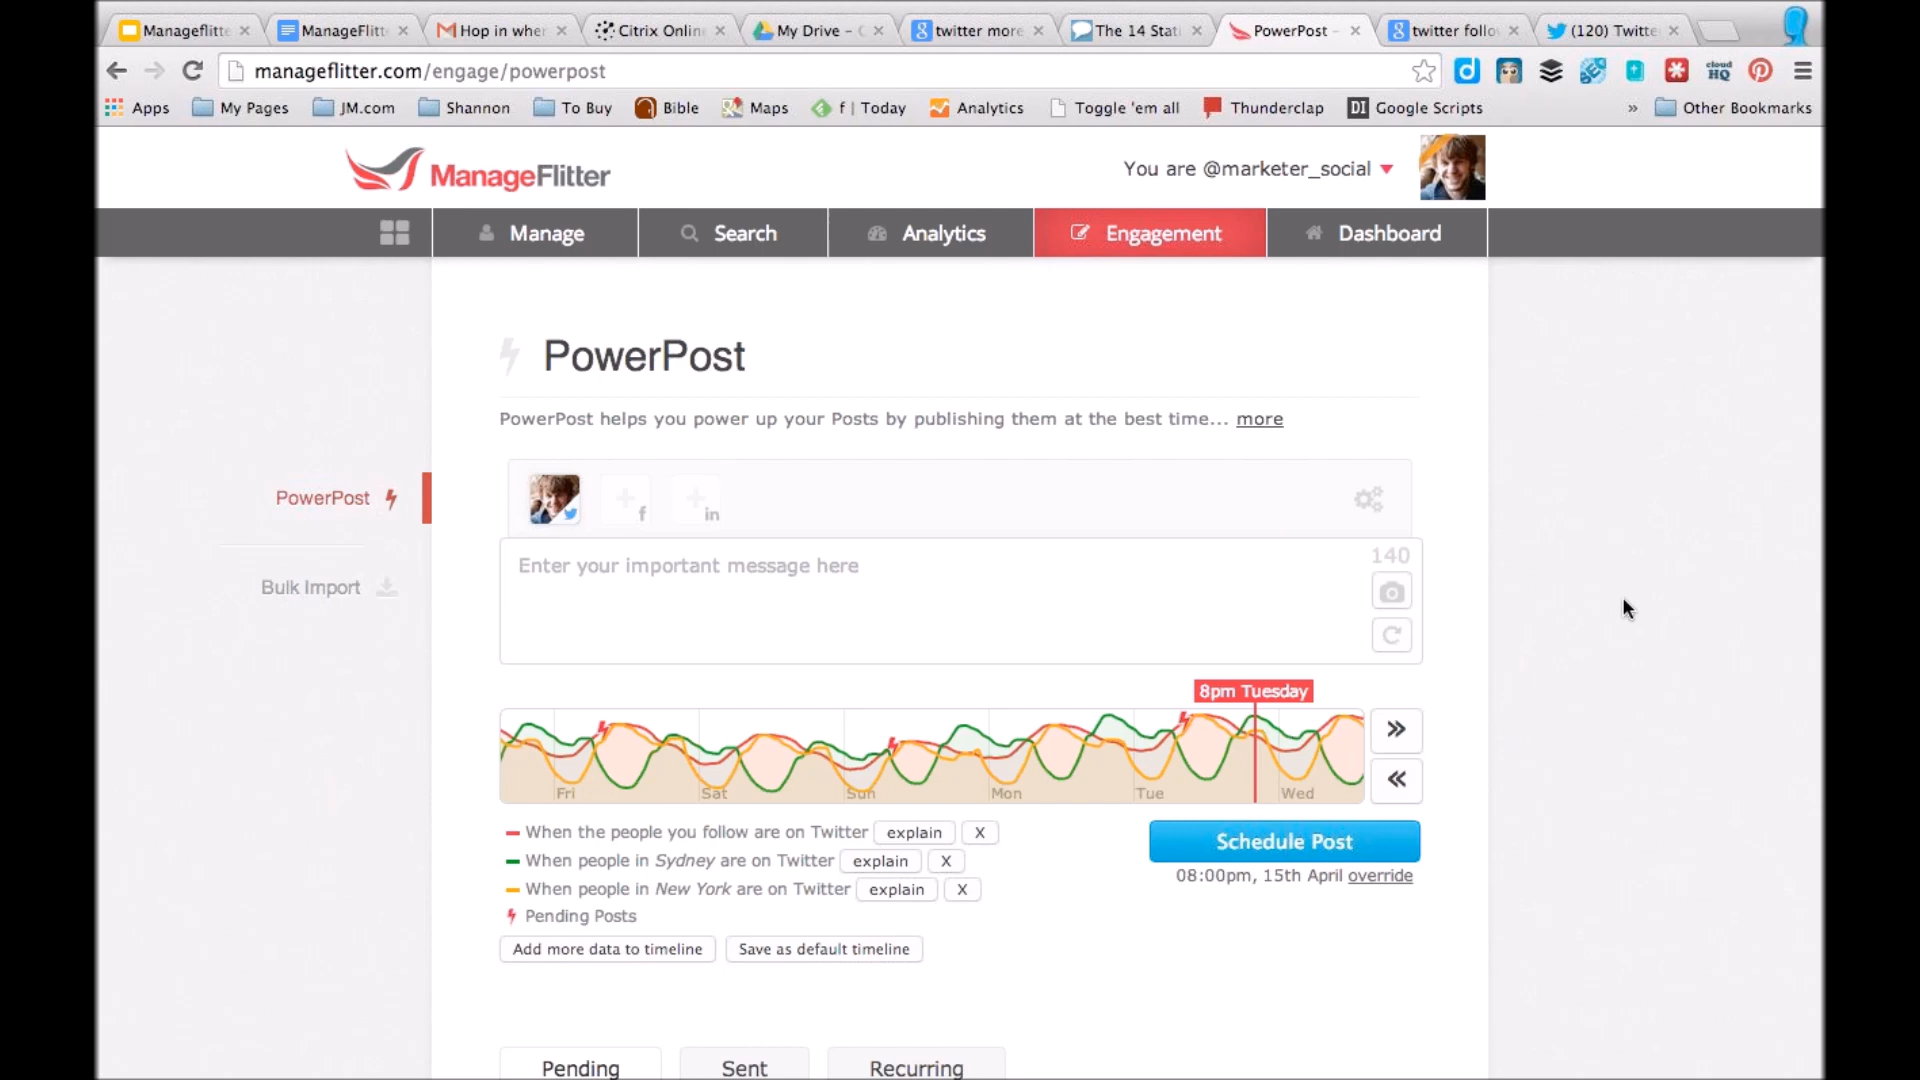 Manageflitte
ManageFlitt
Hop in wher
Citrix Onlin
My Drive - C
twitter more
The 14 Stati
PowerPost -
twitter follo
(120) Twitte
manageflitter.com/engage/powerpost
cloud
HQ
Apps
My Pages
JM.com
Shannon
To Buy
Bible
Maps
f | Today
Analytics
Toggle 'em all
Thunderclap
DI
Google Scripts
»
Other Bookmarks
ManageFlitter
You are @marketer_social
Manage
Search
Analytics
Engagement
Dashboard
PowerPost
PowerPost helps you power up your Posts by publishing them at the best time... more
PowerPost
Bulk Import
f
in
Enter your important message here
140
8pm Tuesday
Fri
Sat
Sun
Mon
Tue
Wed
When the people you follow are on Twitter explain X
When people in Sydney are on Twitter explain X
When people in New York are on Twitter explain X
Pending Posts
Add more data to timeline
Save as default timeline
Schedule Post
08:00pm, 15th April override
Pending
Sent
Recurring